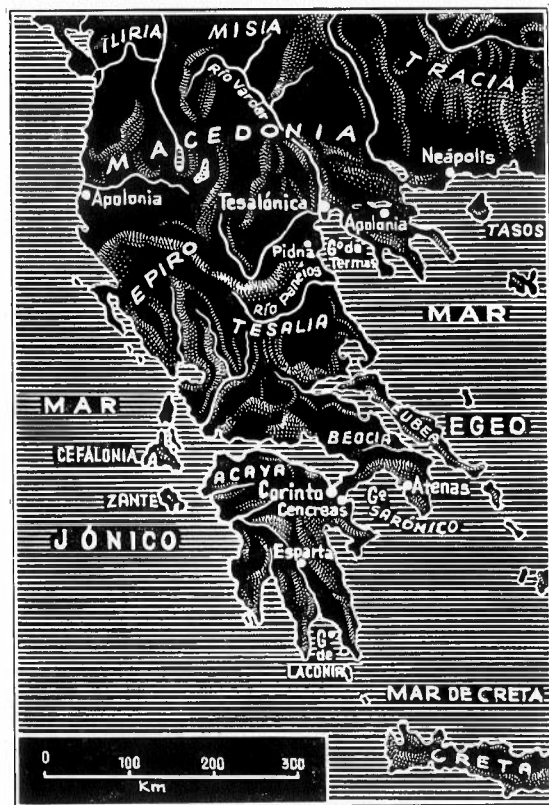 ILIRIA
MISIA
TRACIA
Río Vardar
MACEDONIA
Neápolis
Apolonia
Tesalónica
Apolonia
TASOS
Pidna
Gº de
Termas
EPIRO
Río Peneios
TESALIA
MAR
EGEO
MAR
JÓNICO
CEFALONIA
ZANTE
BEOCIA
UBEA
ACAYA
Corinto
Cencreas
Gº
SARÓNICO
Atenas
Esparta
Gº
de
LACONIA
MAR DE CRETA
CRETA
0 100 200 300
Km